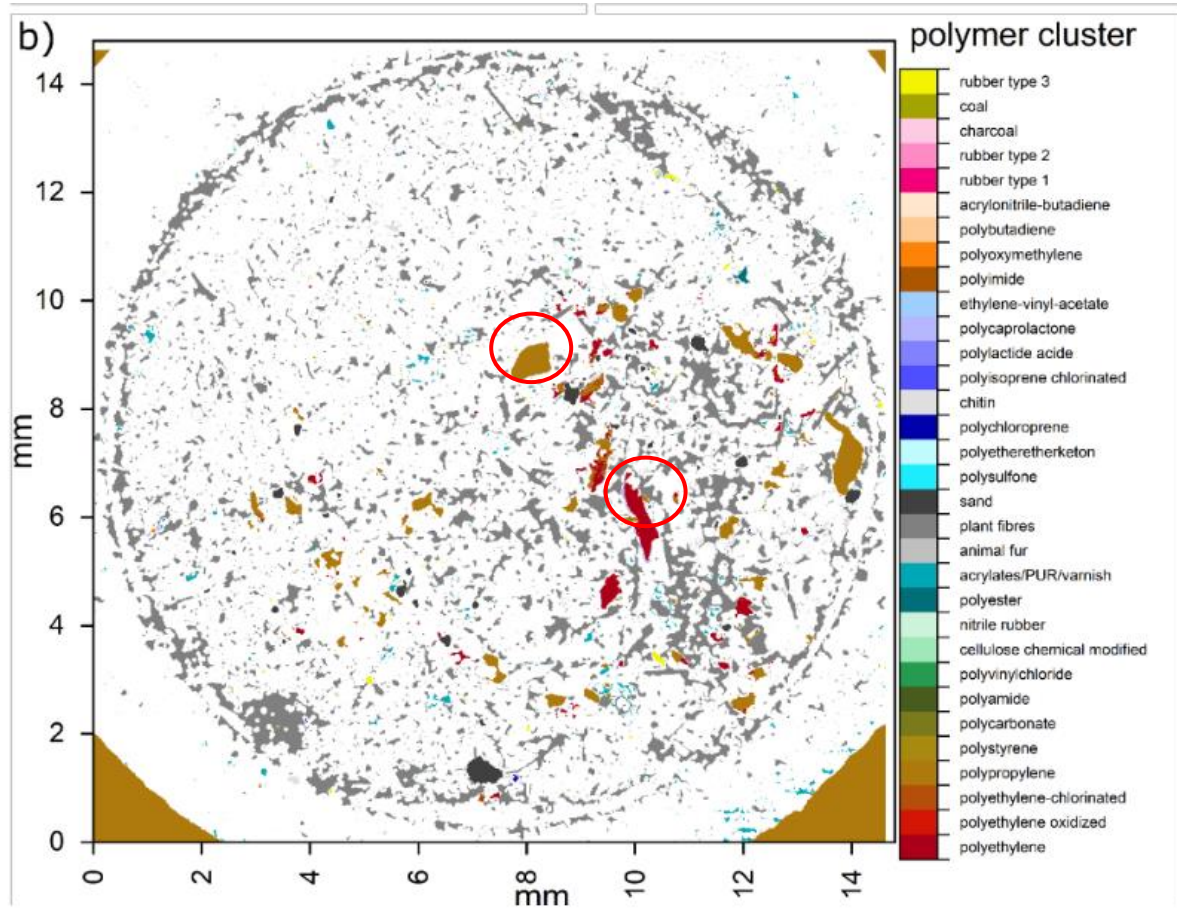 b)
polymer cluster
rubber type 3
coal
charcoal
rubber type 2
rubber type 1
acrylonitrile-butadiene
polybutadiene
polyoxymethylene
polyimide
ethylene-vinyl-acetate
polycaprolactone
polylactide acide
polyisoprene chlorinated
chitin
polychloroprene
polyetheretherketon
polysulfone
sand
plant fibres
animal fur
acrylates/PUR/varnish
polyester
nitrile rubber
cellulose chemical modified
polyvinylchloride
polyamide
polycarbonate
polystyrene
polypropylene
polyethylene-chlorinated
polyethylene oxidized
polyethylene
14
12
10
8
6
4
2
0
mm
0 2 4 6 8 10 12 14
mm